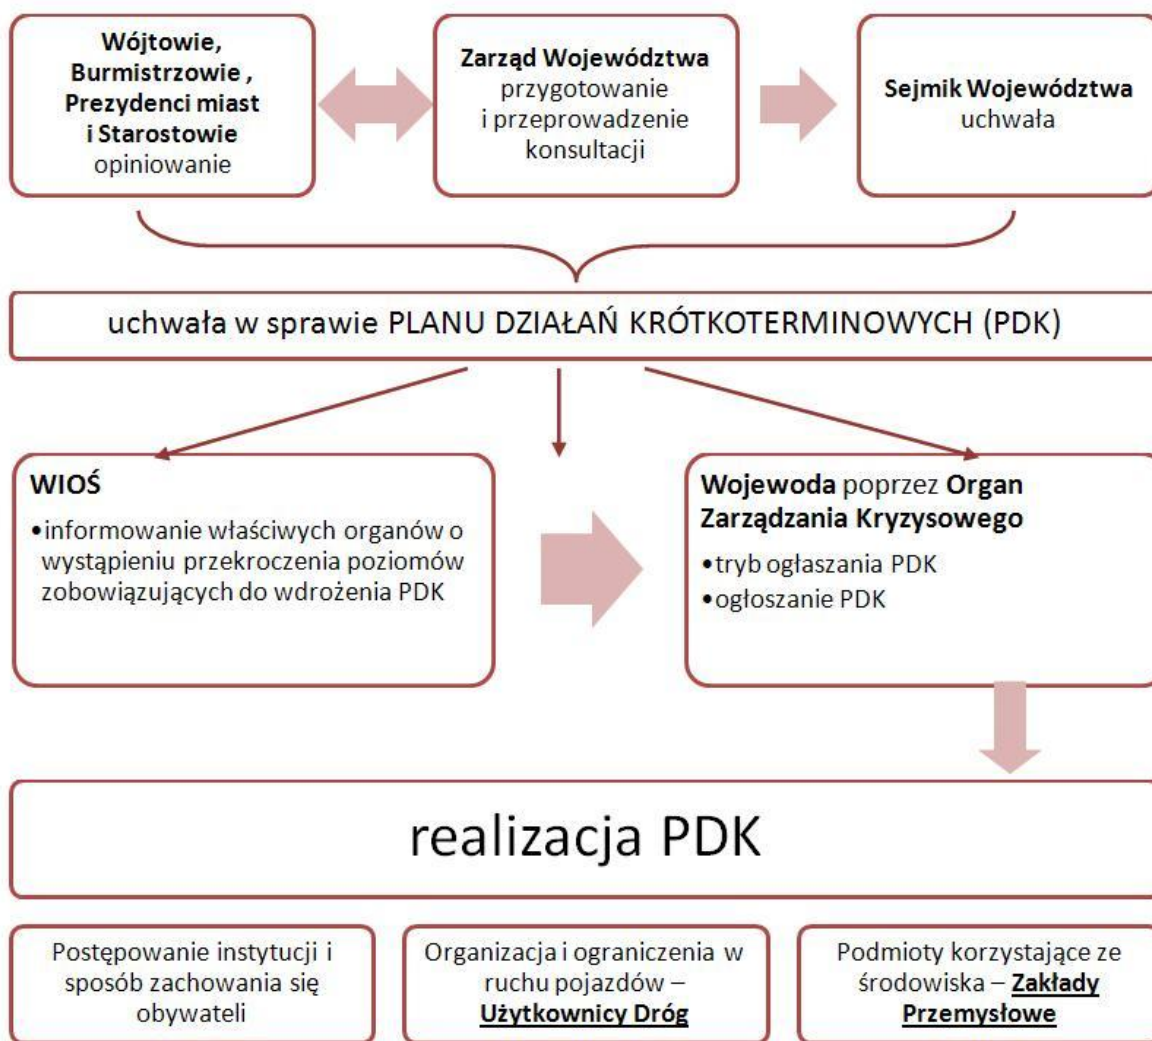 Wójtowie,
Burmistrzowie ,
Prezydenci miast
i Starostowie
opiniowanie
Zarząd Województwa
przygotowanie
i przeprowadzenie
konsultacji
Sejmik Województwa
uchwała
uchwała w sprawie PLANU DZIAŁAŃ KRÓTKOTERMINOWYCH (PDK)
WIOŚ
•informowanie właściwych organów o
wystąpieniu przekroczenia poziomów
zobowiązujących do wdrożenia PDK
Wojewoda poprzez Organ
Zarządzania Kryzysowego
•tryb ogłaszania PDK
•ogłoszanie PDK
realizacja PDK
Postępowanie instytucji i
sposób zachowania się
obywateli
Organizacja i ograniczenia w
ruchu pojazdów –
Użytkownicy Dróg
Podmioty korzystające ze
środowiska – Zakłady
Przemysłowe